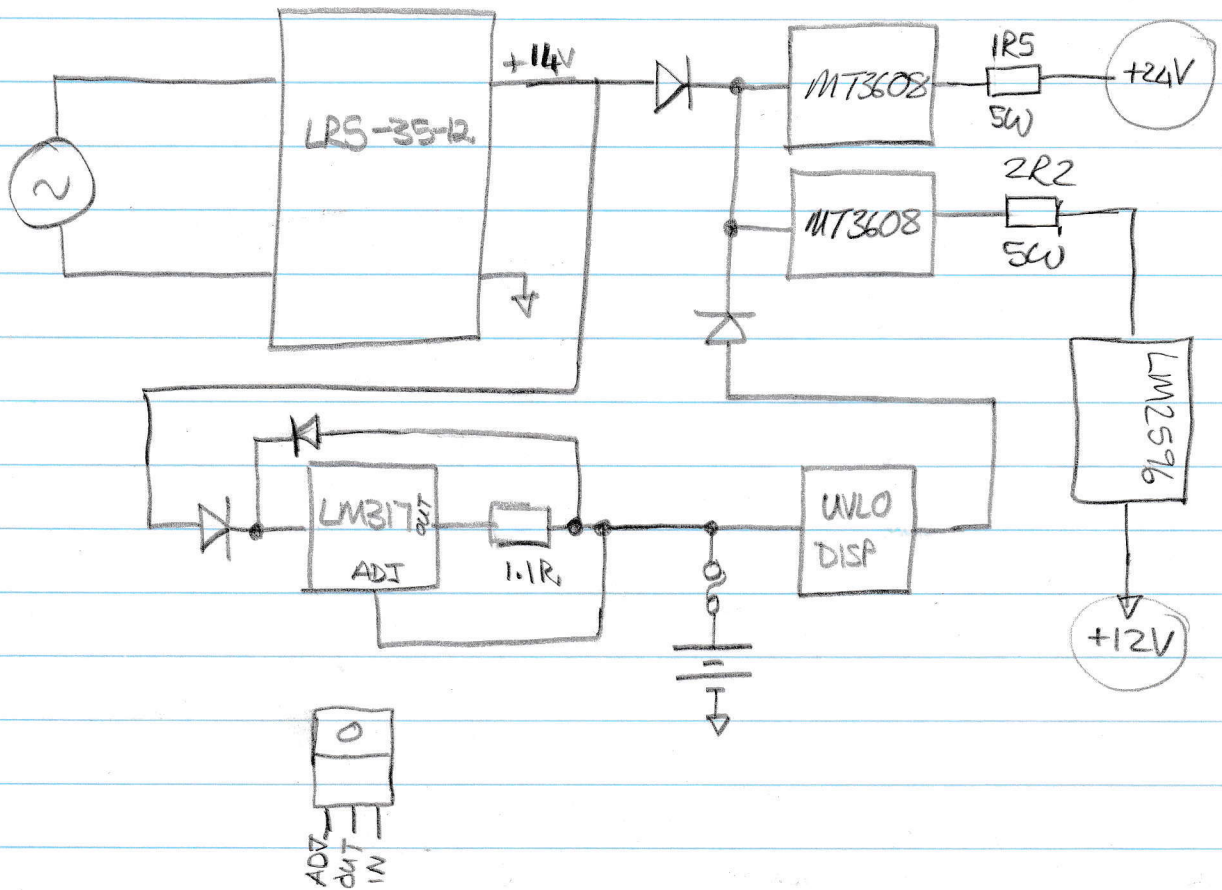 +14V
LRS-35-12
MT3608
1R5
5W
+24V
MT3608
2R2
5W
LM2596
+12V
LM317
OUT
ADJ
1.1R
UVLO
DISP
ADJ
OUT
IN